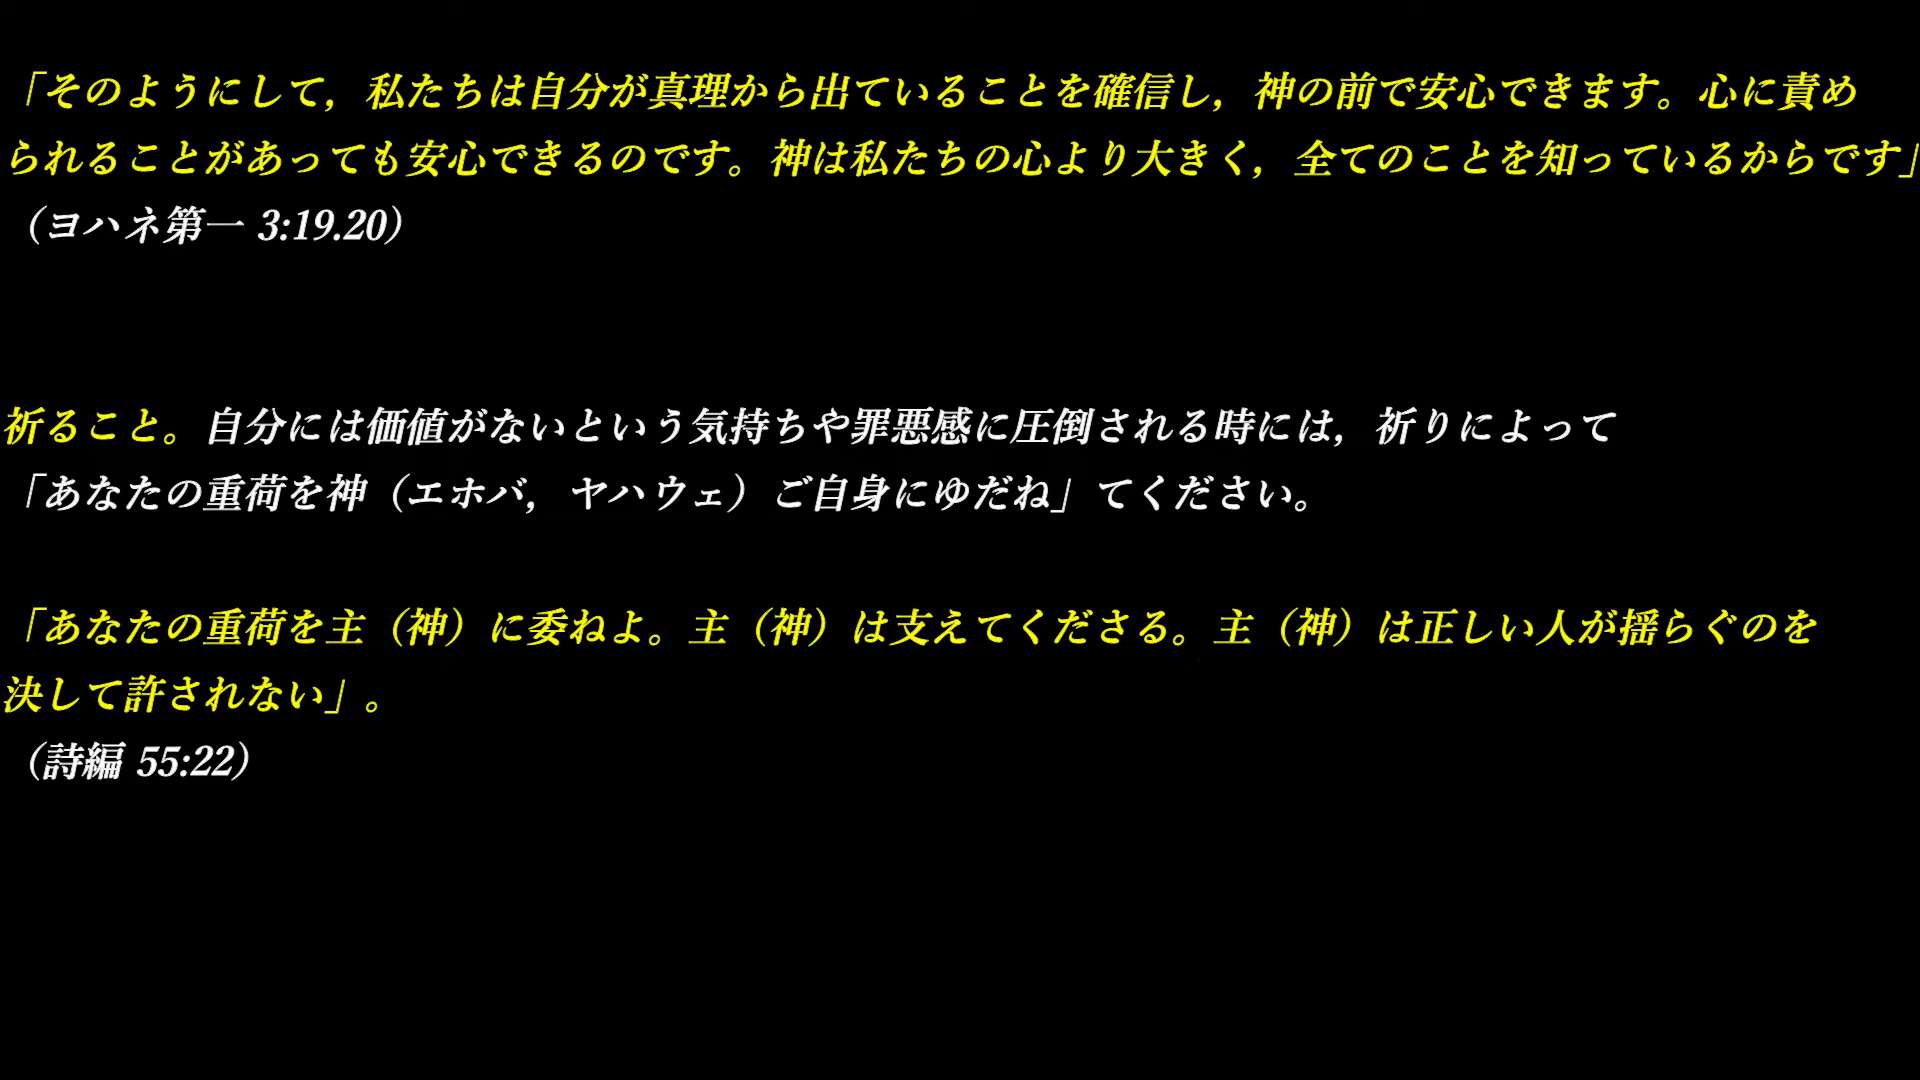 「そのようにして，私たちは自分が真理から出ていることを確信し，神の前で安心できます。心に責め
られることがあっても安心できるのです。神は私たちの心より大きく，全てのことを知っているからです」
（ヨハネ第一 3:19.20）
祈ること。自分には価値がないという気持ちや罪悪感に圧倒される時には，祈りによって
「あなたの重荷を神（エホバ，ヤハウェ）ご自身にゆだね」てください。
「あなたの重荷を主（神）に委ねよ。主（神）は支えてくださる。主（神）は正しい人が揺らぐのを
決して許されない」。
（詩編 55:22）